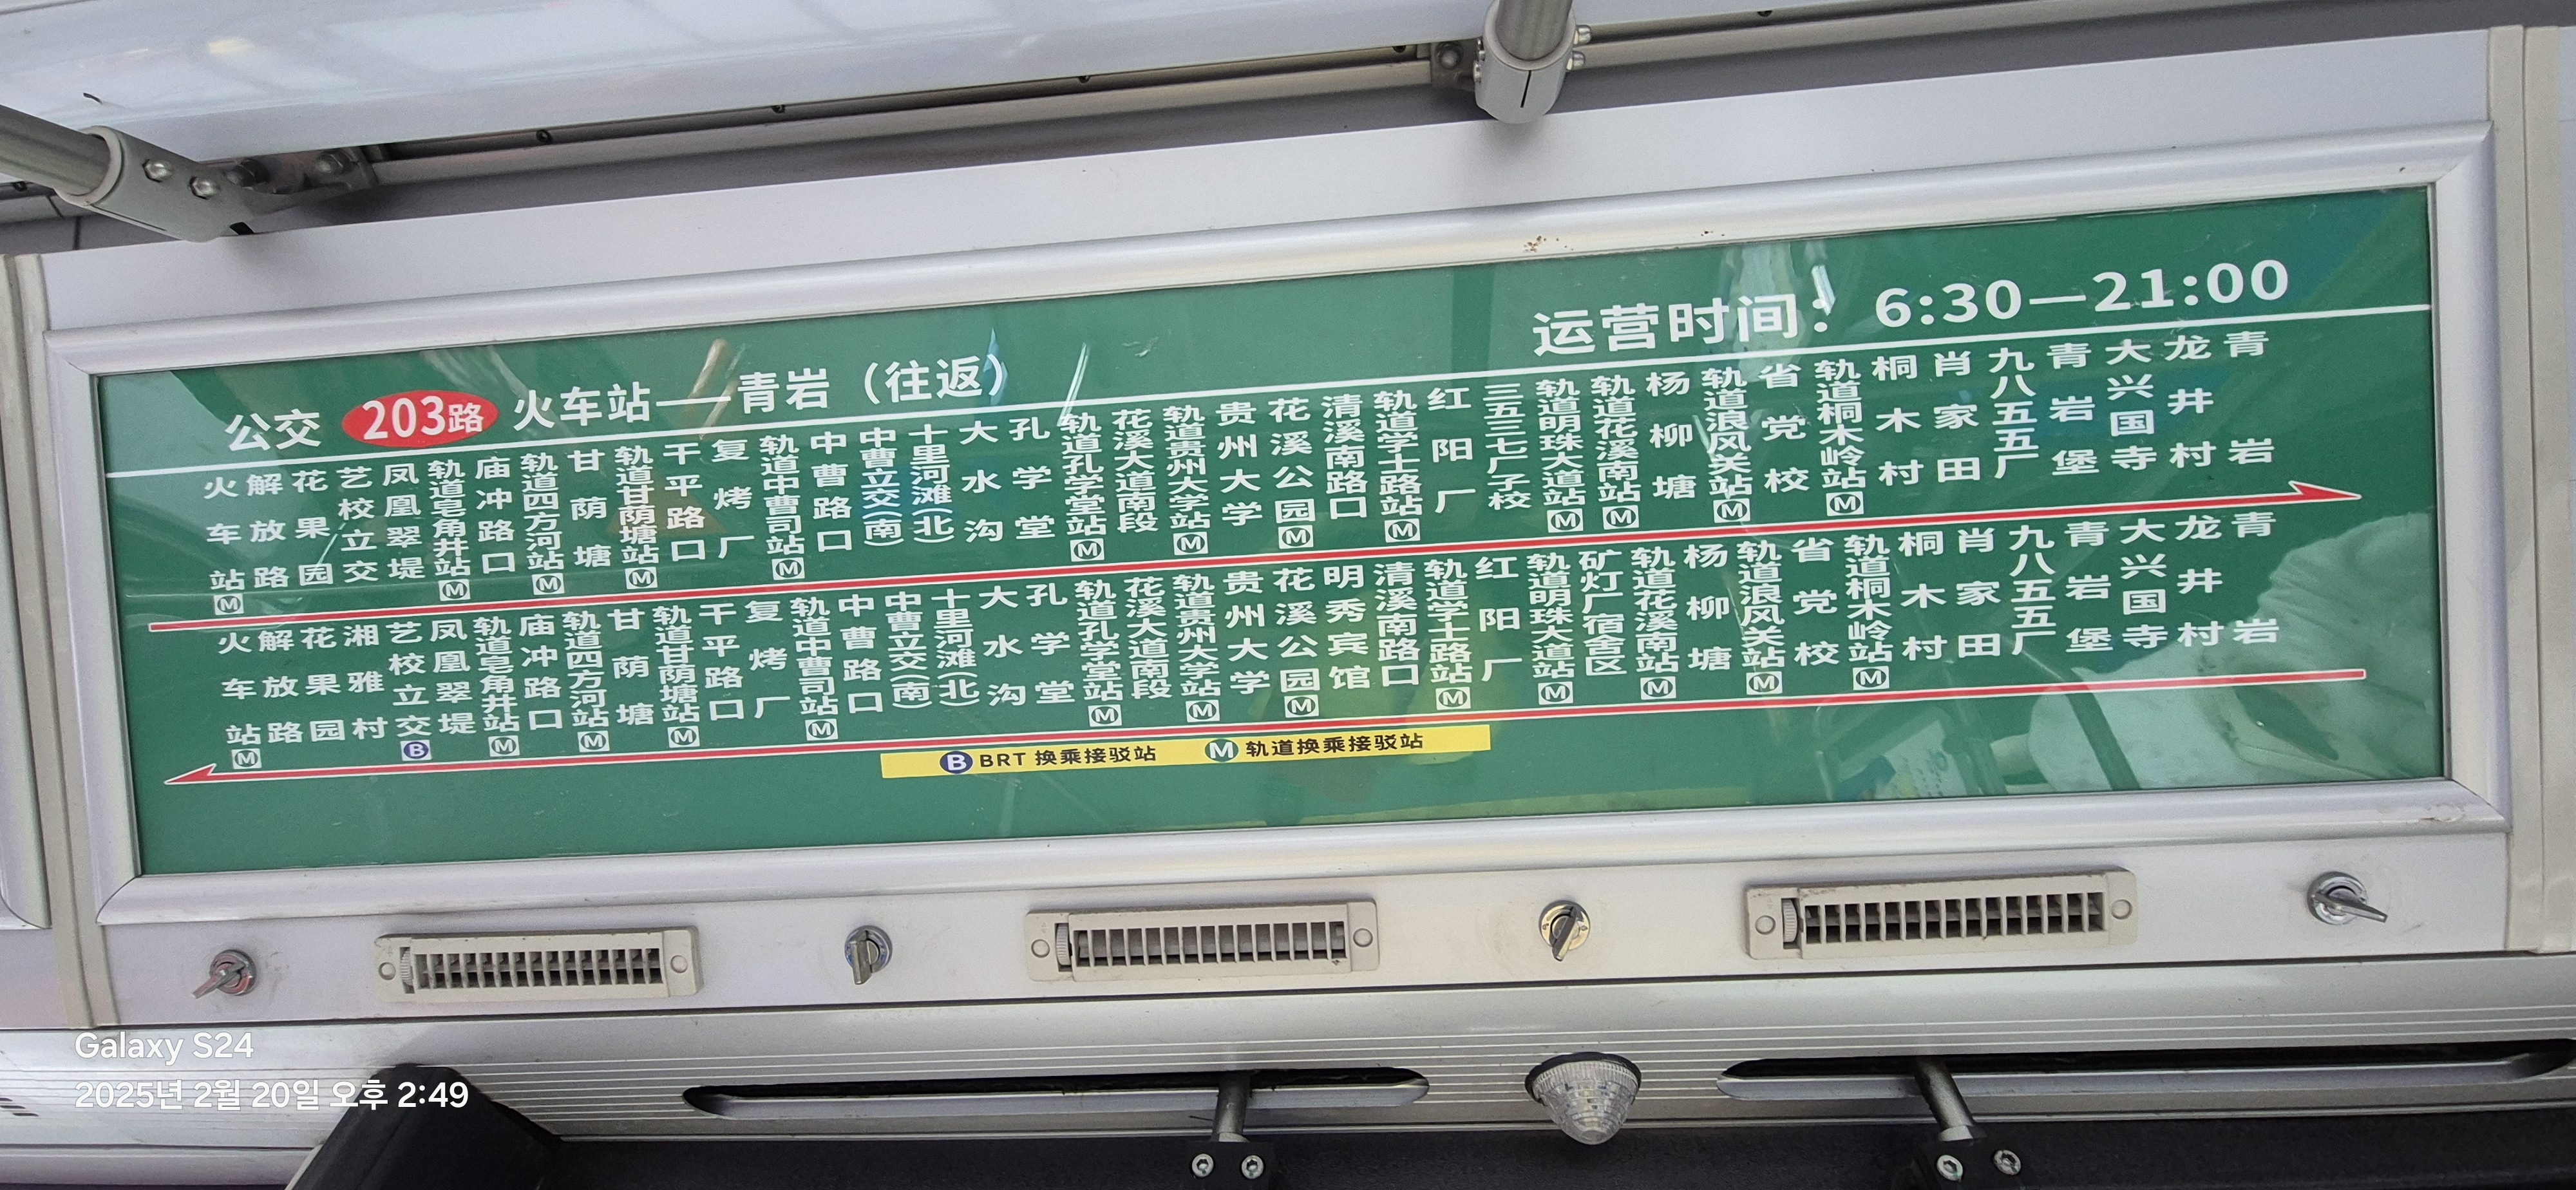 公交 203路 火车站——青岩（往返）
运营时间：6:30—21:00
火车站 M
解放路
花果园
艺校立交
凤凰翠堤
轨道皂角井站 M
庙冲路口
轨道四方河站 M
甘荫塘
轨道甘荫塘站 M
干平路口
复烤厂
轨道中曹司站 M
中曹路口
中曹立交(南)
十里河滩(北)
大水沟
孔学堂
轨道孔学堂站 M
花溪大道南段
轨道贵州大学站 M
贵州大学
花溪公园 M
清溪南路口
轨道学士路站 M
红阳厂
三五三七厂子校
轨道明珠大道站 M
轨道花溪南站 M
杨柳塘
轨道浪风关站 M
省党校
轨道桐木岭站 M
桐木村
肖家田
九八五五厂
青岩堡
大兴国寺
龙井村
青岩
火车站 M
解放路
花果园
湘雅村
艺校立交 B
凤凰翠堤
轨道皂角井站 M
庙冲路口
轨道四方河站 M
甘荫塘
轨道甘荫塘站 M
干平路口
复烤厂
轨道中曹司站 M
中曹路口
中曹立交(南)
十里河滩(北)
大水沟
孔学堂
轨道孔学堂站 M
花溪大道南段
轨道贵州大学站 M
贵州大学
花溪公园 M
明秀宾馆
清溪南路口
轨道学士路站 M
红阳厂
轨道明珠大道站 M
矿灯厂宿舍区
轨道花溪南站 M
杨柳塘
轨道浪风关站 M
省党校
轨道桐木岭站 M
桐木村
肖家田
九八五五厂
青岩堡
大兴国寺
龙井村
青岩
B BRT 换乘接驳站 M 轨道换乘接驳站
Galaxy S24
2025년 2월 20일 오후 2:49